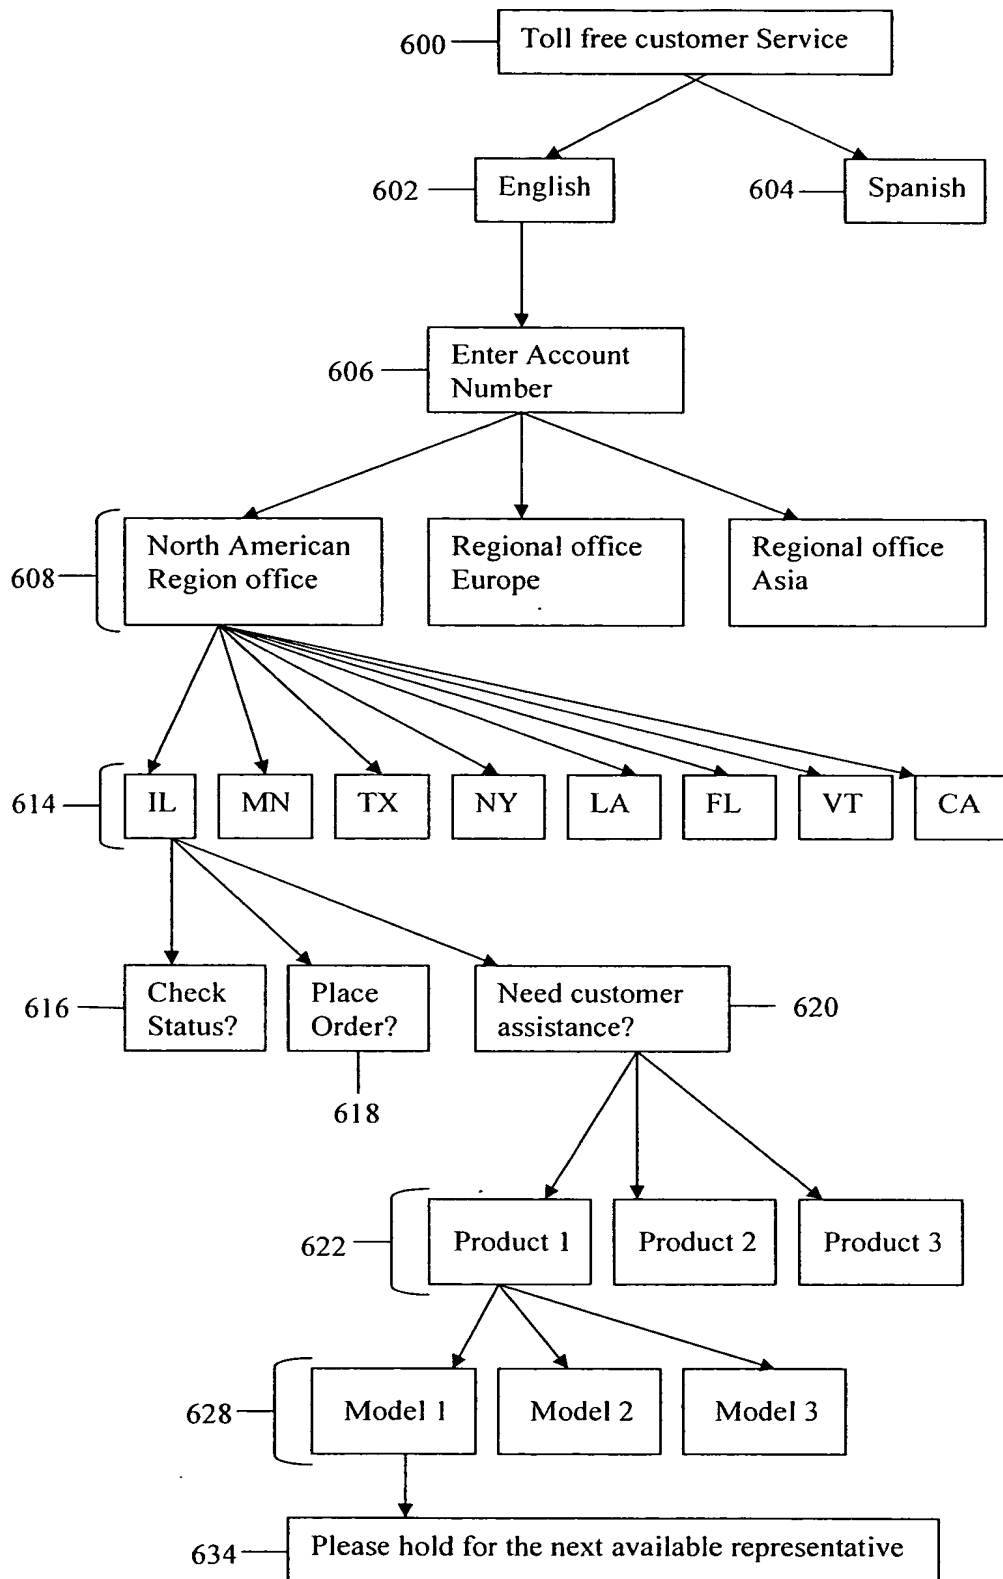 600
Toll free customer Service
602
English
604
Spanish
606
Enter Account
Number
608
North American
Region office
Regional office
Europe
Regional office
Asia
614
IL
MN
TX
NY
LA
FL
VT
CA
616
Check
Status?
Place
Order?
Need customer
assistance?
620
618
622
Product 1
Product 2
Product 3
628
Model 1
Model 2
Model 3
634
Please hold for the next available representative